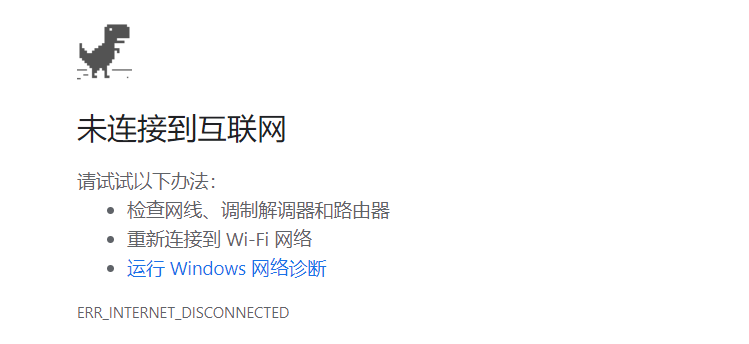 未连接到互联网
请试试以下办法：
检查网线、调制解调器和路由器
重新连接到 Wi-Fi 网络
运行 Windows 网络诊断
ERR_INTERNET_DISCONNECTED